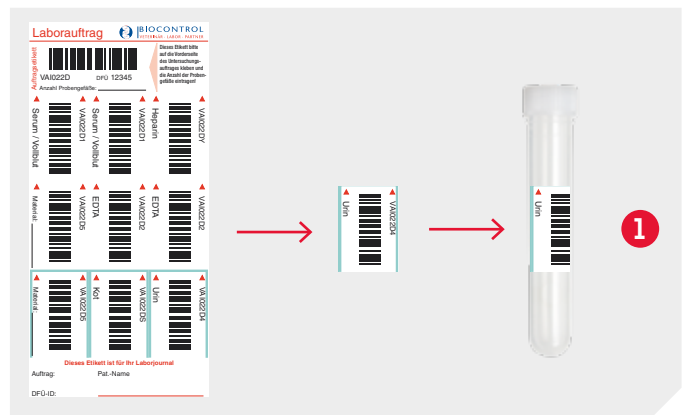 Laborauftrag
BIOCONTROL
VETERINÄR - LABOR - PARTNER
Auftragsetikett
VAI022D
DFÜ 12345
Anzahl Probengefäße:
Dieses Etikett bitte
auf die Vorderseite
des Untersuchungs-
auftrages kleben und
die Anzahl der Proben-
gefäße eintragen!
Serum / Vollblut
VAI022D1
Serum / Vollblut
VAI022D1
Heparin
VAI022DY
Material:
VAI022D5
EDTA
VAI022D2
EDTA
VAI022D2
Material:
VAI022D5
Kot
VAI022DS
Urin
VAI022D4
Dieses Etikett ist für Ihr Laborjournal
Auftrag:
Pat.-Name
DFÜ-ID:
Urin
VAI022D4
Urin
1